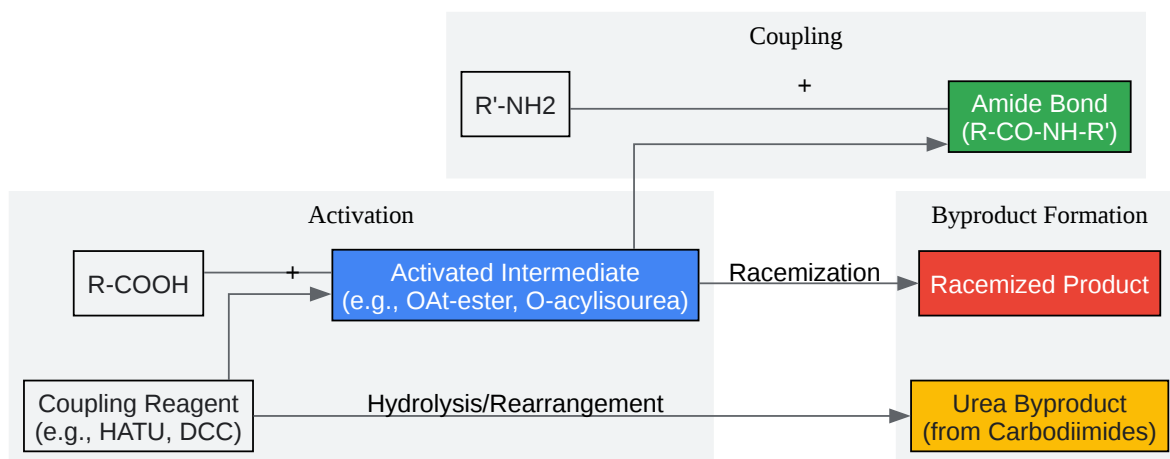 Coupling
R'-NH2
+
Amide Bond
(R-CO-NH-R')
Activation
R-COOH
+
Activated Intermediate
(e.g., OAt-ester, O-acylisourea)
Racemization
Byproduct Formation
Racemized Product
Coupling Reagent
(e.g., HATU, DCC)
Hydrolysis/Rearrangement
Urea Byproduct
(from Carbodiimides)